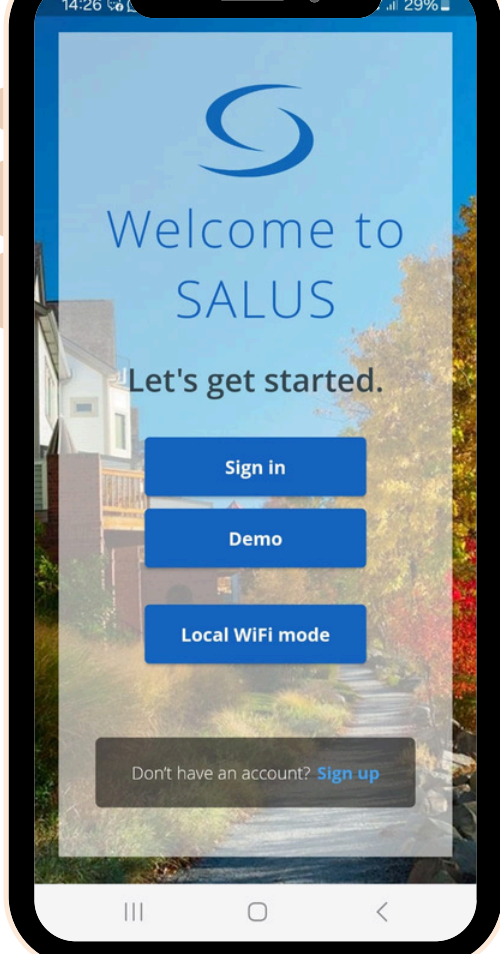 14:26
29%
Welcome to
SALUS
Let's get started.
Sign in
Demo
Local WiFi mode
Don't have an account? Sign up